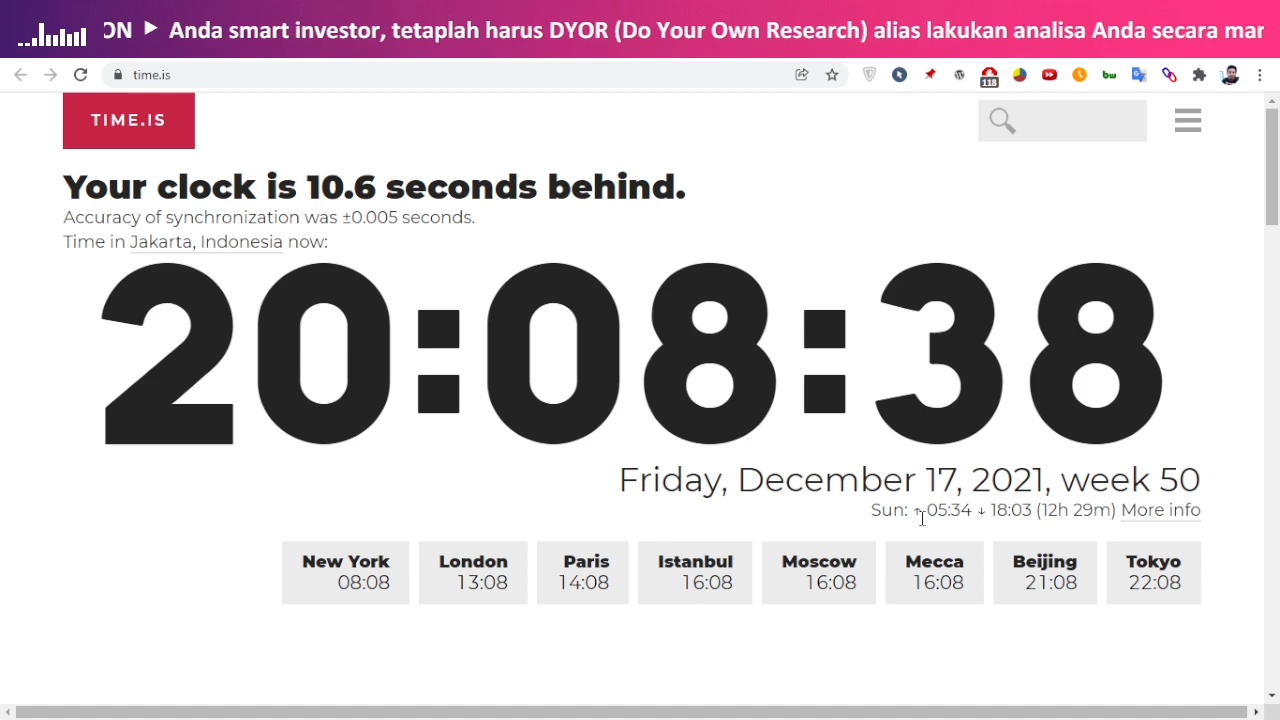 ON ▶ Anda smart investor, tetaplah harus DYOR (Do Your Own Research) alias lakukan analisa Anda secara
time.is
118
bw
TIME.IS
Your clock is 10.6 seconds behind.
Accuracy of synchronization was ±0.005 seconds.
Time in Jakarta, Indonesia now:
20:08:38
Friday, December 17, 2021, week 50
Sun: ↑ 05:34 ↓ 18:03 (12h 29m) More info
New York London Paris Istanbul Moscow Mecca Beijing Tokyo
08:08 13:08 14:08 16:08 16:08 16:08 21:08 22:08